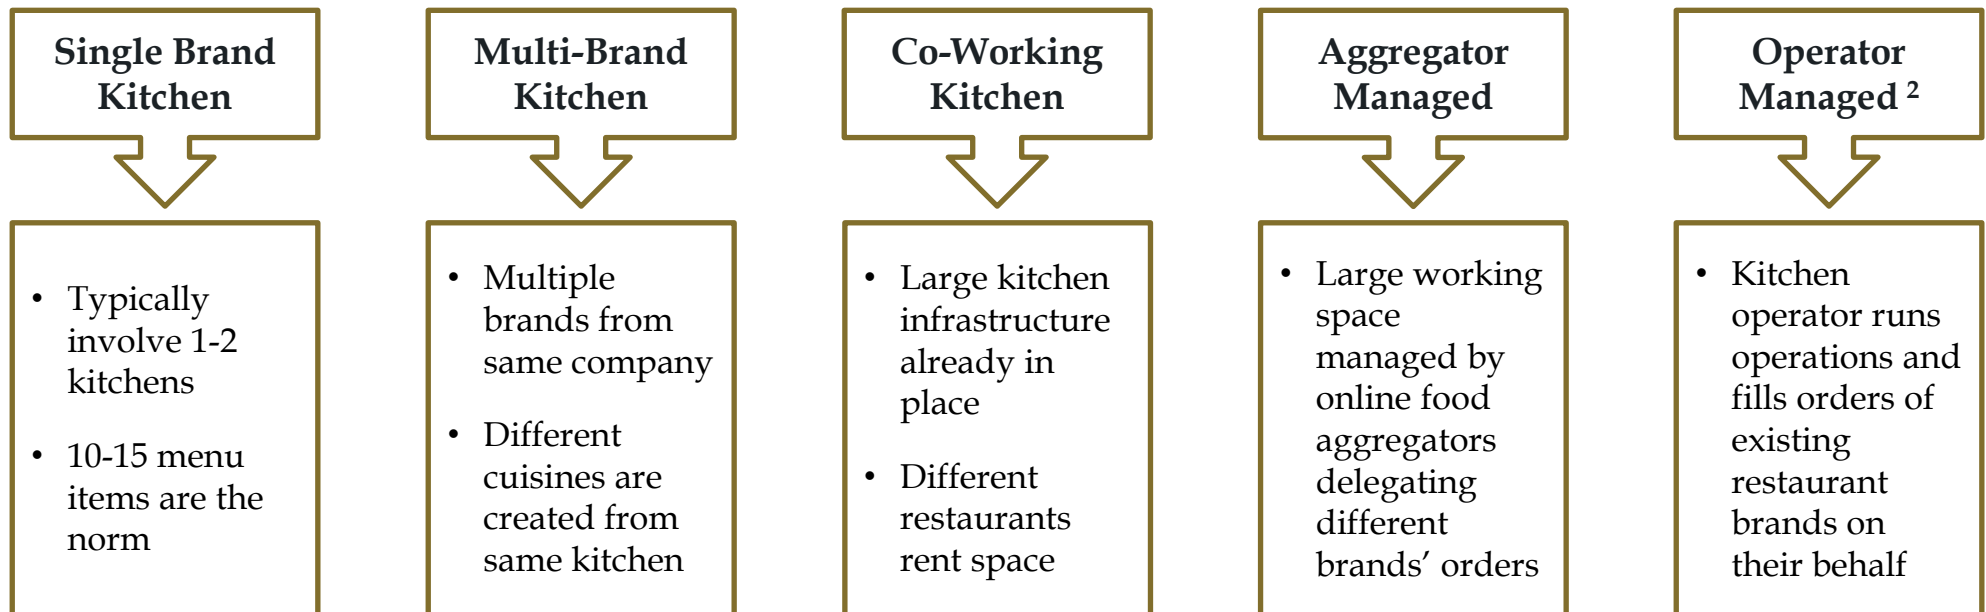 Single Brand
Kitchen
• Typically
involve 1-2
kitchens
• 10-15 menu
items are the
norm
Multi-Brand
Kitchen
• Multiple
brands from
same company
• Different
cuisines are
created from
same kitchen
Co-Working
Kitchen
• Large kitchen
infrastructure
already in
place
• Different
restaurants
rent space
Aggregator
Managed
• Large working
space
managed by
online food
aggregators
delegating
different
brands’ orders
Operator
Managed ²
• Kitchen
operator runs
operations and
fills orders of
existing
restaurant
brands on
their behalf